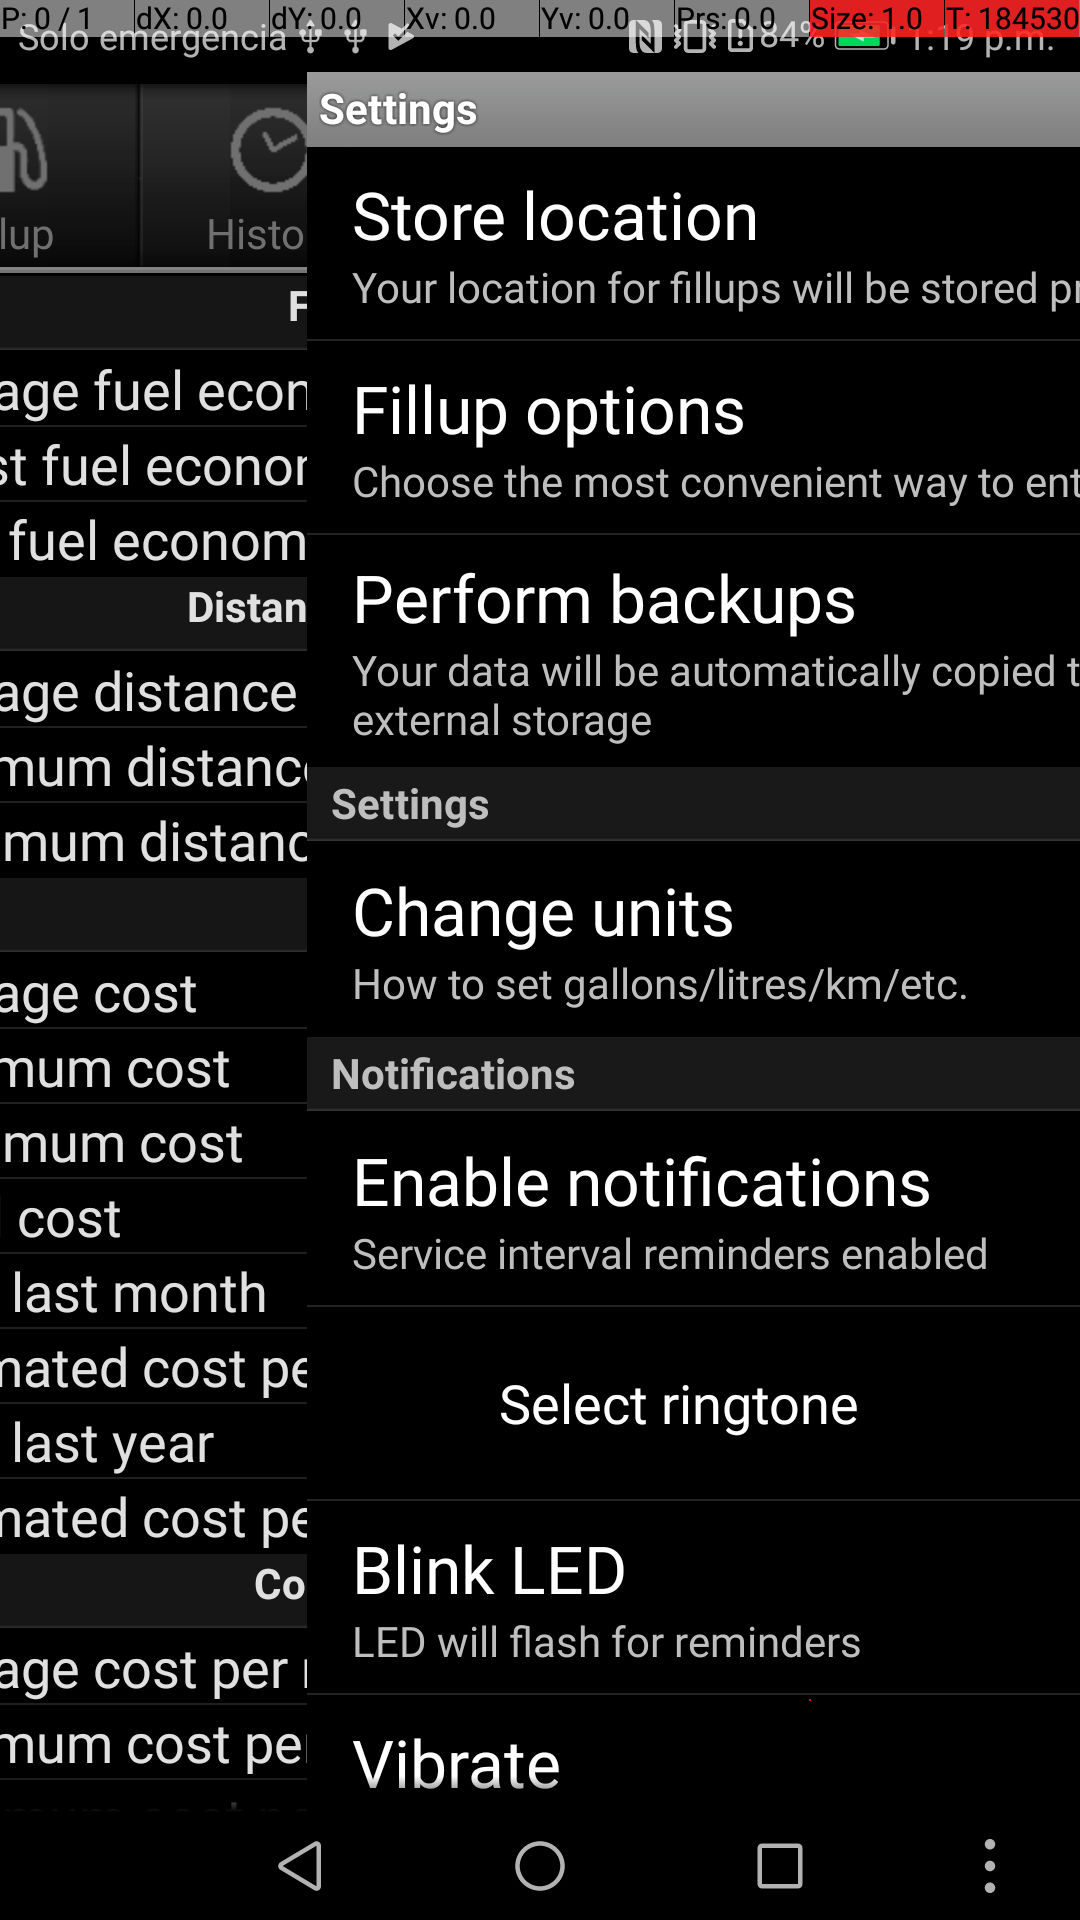 P: 0 / 1 dX: 0.0 dY: 0.0 Xv: 0.0 Yv: 0.0 Prs: 0.0 Size: 1.0 T: 184530
Solo emergencia 84% 1:19 p.m.
Settings
lup Histo
Store location
Your location for fillups will be stored pr
F
age fuel econ
Fillup options
st fuel econor
Choose the most convenient way to ent
fuel econom
Perform backups
Distan
Your data will be automatically copied t
external storage
age distance
mum distance
Settings
mum distanc
Change units
How to set gallons/litres/km/etc.
age cost
mum cost
Notifications
mum cost
Enable notifications
cost
Service interval reminders enabled
last month
mated cost pe
Select ringtone
last year
mated cost pe
Blink LED
Co
LED will flash for reminders
age cost per
mum cost per
Vibrate